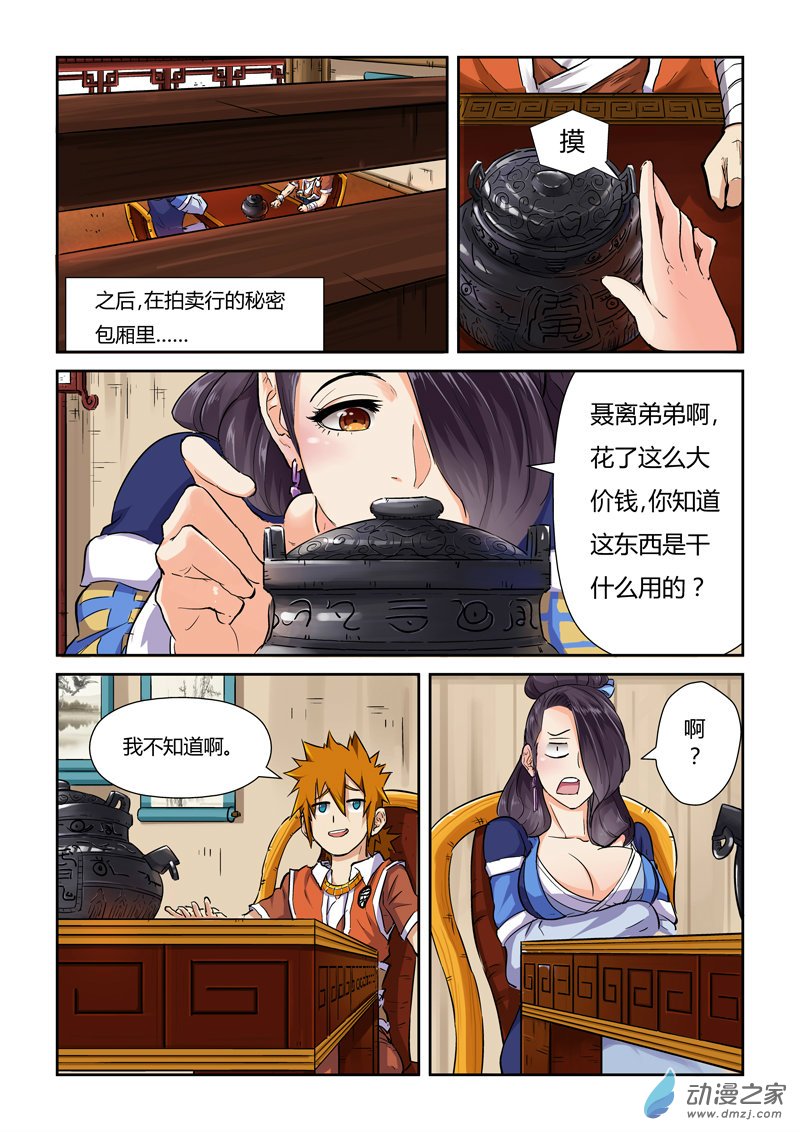 之后,在拍卖行的秘密
包厢里……
摸
聂离弟弟啊,
花了这么大
价钱,你知道
这东西是干
什么用的？
我不知道啊。
啊
？
动漫之家
www.dmzj.com